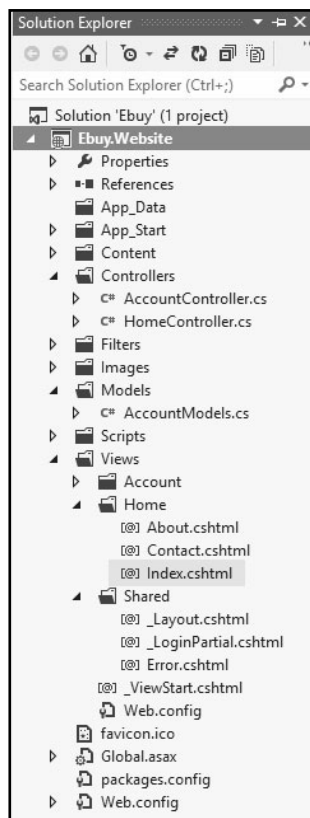 Solution Explorer
Search Solution Explorer (Ctrl+;)
Solution 'Ebuy' (1 project)
Ebuy.Website
Properties
References
App_Data
App_Start
Content
Controllers
C# AccountController.cs
C# HomeController.cs
Filters
Images
Models
C# AccountModels.cs
Scripts
Views
Account
Home
[@] About.cshtml
[@] Contact.cshtml
[@] Index.cshtml
Shared
[@] _Layout.cshtml
[@] _LoginPartial.cshtml
[@] Error.cshtml
[@] _ViewStart.cshtml
Web.config
favicon.ico
Global.asax
packages.config
Web.config